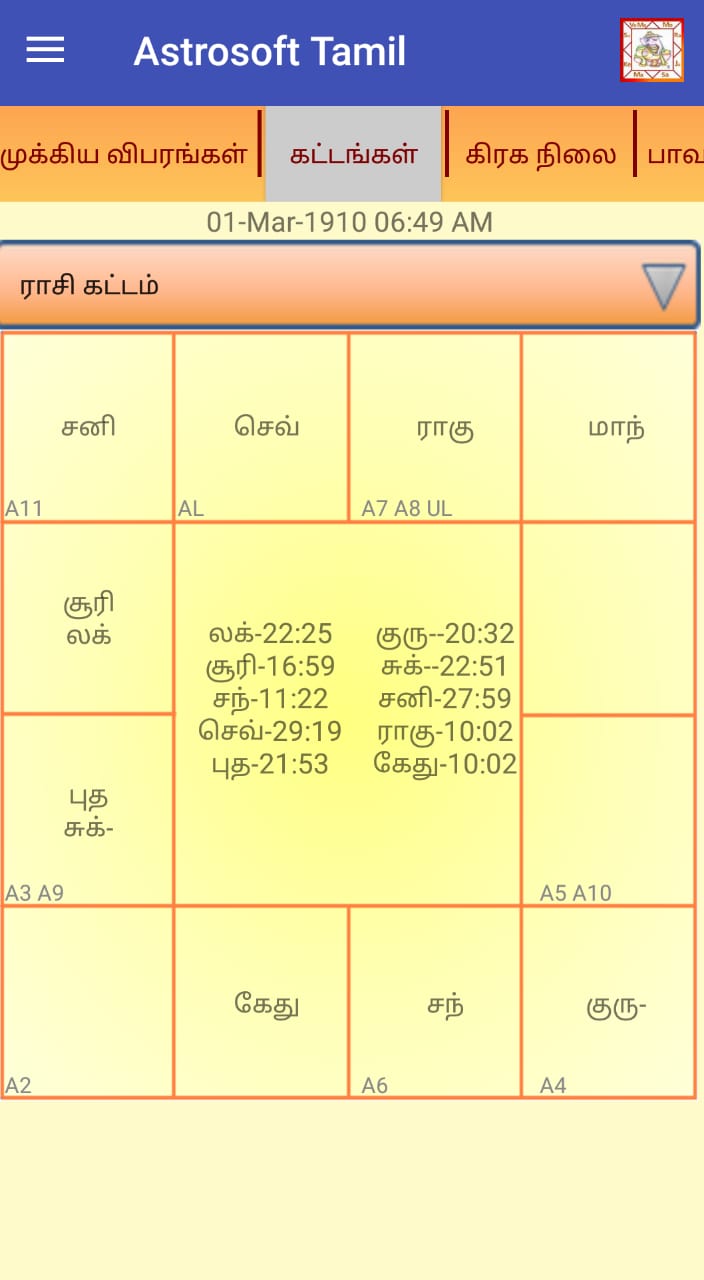 Astrosoft Tamil
முக்கிய விபரங்கள் கட்டங்கள் கிரக நிலை பாவ
01-Mar-1910 06:49 AM
ராசி கட்டம்
சனி செவ் ராகு மாந்
A11 AL A7 A8 UL
சூரி
லக்
லக்-22:25 குரு--20:32
சூரி-16:59 சுக்--22:51
சந்-11:22 சனி-27:59
செவ்-29:19 ராகு-10:02
புத-21:53 கேது-10:02
புத
சுக்-
A3 A9 A5 A10
கேது சந் குரு-
A2 A6 A4